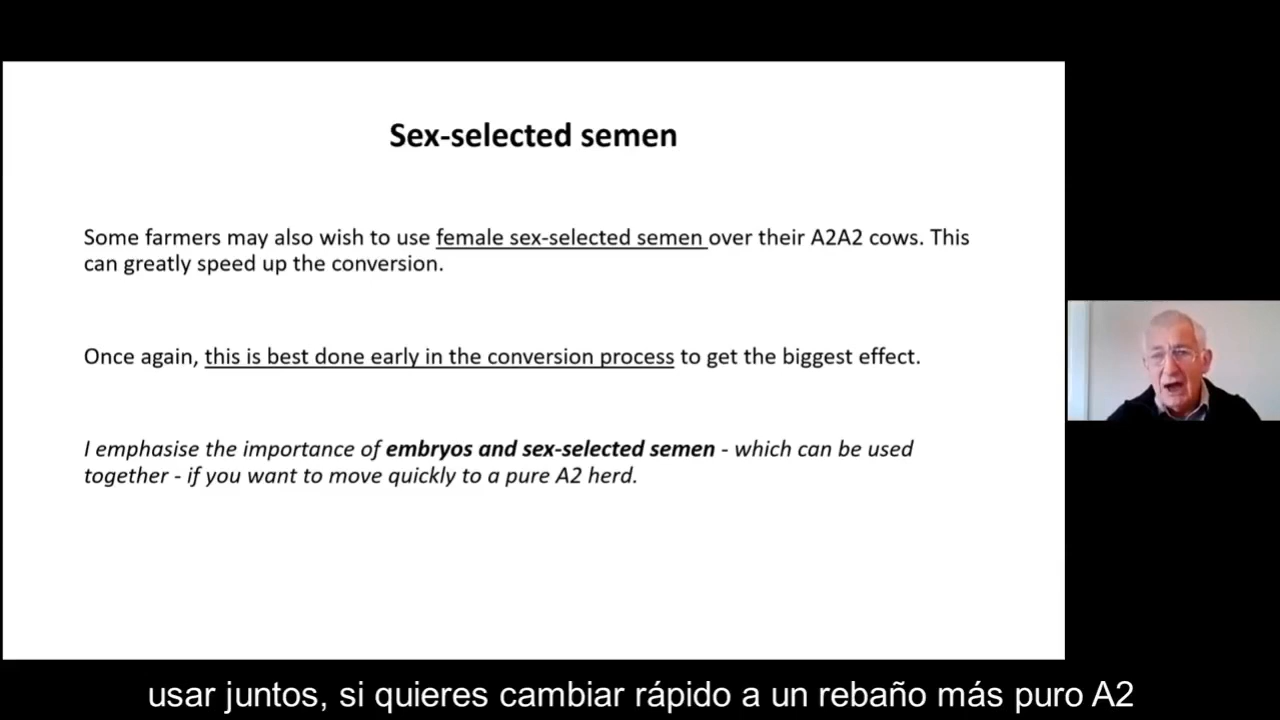 Sex-selected semen
Some farmers may also wish to use female sex-selected semen over their A2A2 cows. This
can greatly speed up the conversion.
Once again, this is best done early in the conversion process to get the biggest effect.
I emphasise the importance of embryos and sex-selected semen - which can be used
together - if you want to move quickly to a pure A2 herd.
usar juntos, si quieres cambiar rápido a un rebaño más puro A2